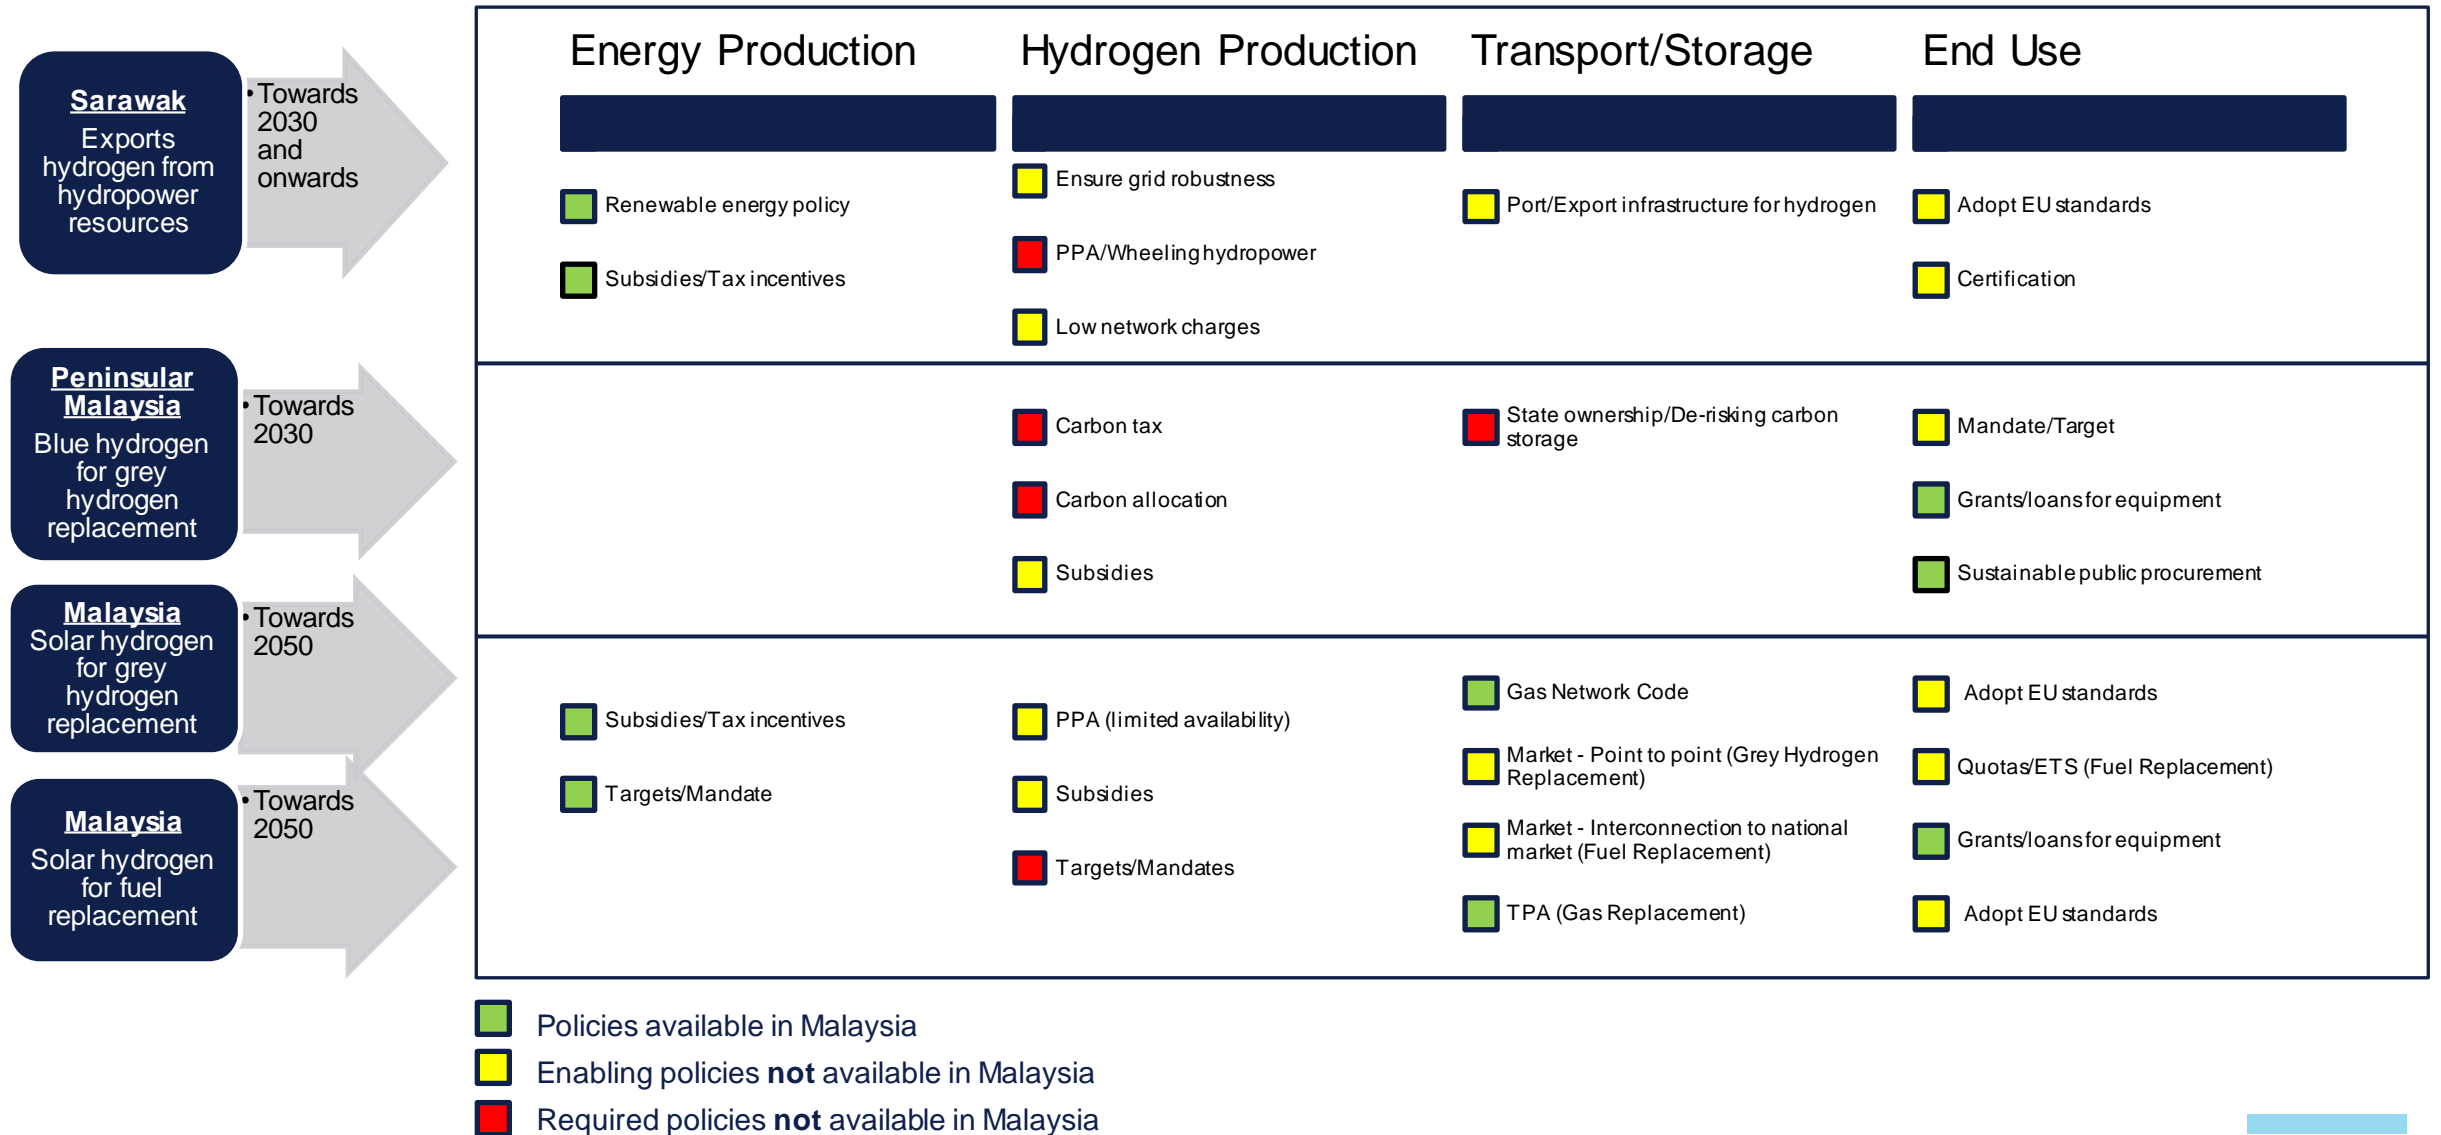 Energy Production
Hydrogen Production
Transport/Storage
End Use
Sarawak
Exports
hydrogen from
hydropower
resources
•Towards
2030
and
onwards
Renewable energy policy
Subsidies/Tax incentives
Ensure grid robustness
PPA/Wheeling hydropower
Low network charges
Port/Export infrastructure for hydrogen
Adopt EU standards
Certification
Peninsular
Malaysia
Blue hydrogen
for grey
hydrogen
replacement
•Towards
2030
Carbon tax
Carbon allocation
Subsidies
State ownership/De-risking carbon
storage
Mandate/Target
Grants/loans for equipment
Sustainable public procurement
Malaysia
Solar hydrogen
for grey
hydrogen
replacement
•Towards
2050
Malaysia
Solar hydrogen
for fuel
replacement
•Towards
2050
Subsidies/Tax incentives
Targets/Mandate
PPA (limited availability)
Subsidies
Targets/Mandates
Gas Network Code
Market - Point to point (Grey Hydrogen
Replacement)
Market - Interconnection to national
market (Fuel Replacement)
TPA (Gas Replacement)
Adopt EU standards
Quotas/ETS (Fuel Replacement)
Grants/loans for equipment
Adopt EU standards
Policies available in Malaysia
Enabling policies not available in Malaysia
Required policies not available in Malaysia